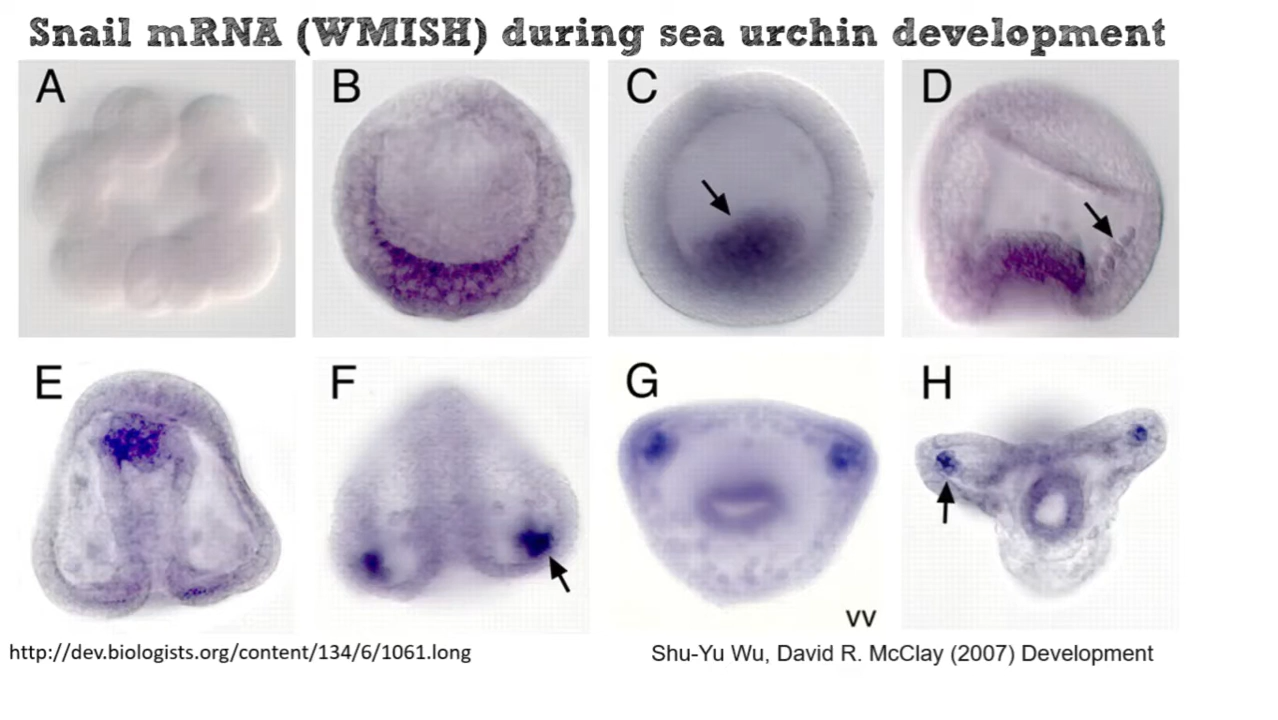 Snail mRNA (WMISH) during sea urchin development
A
B
C
D
E
F
G
H
VV
http://dev.biologists.org/content/134/6/1061.long
Shu-Yu Wu, David R. McClay (2007) Development